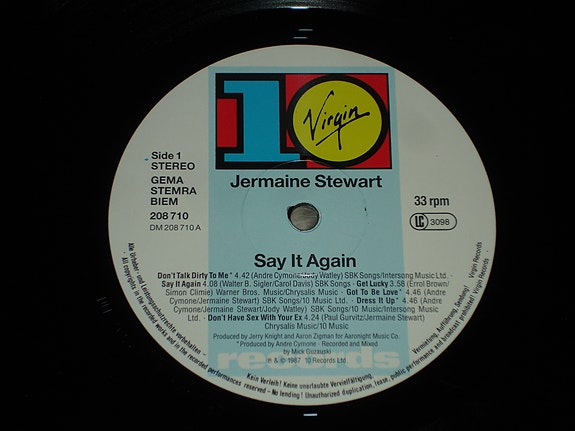 10
Virgin
Side 1
STEREO
GEMA
STEMRA
BIEM
208 710
DM 208 710 A
Jermaine Stewart
33 rpm
LC 3098
Say It Again
Don't Talk Dirty To Me* 4.42 (Andre Cymone/Jody Watley) SBK Songs/Intersong Music Ltd. -
Say It Again 4.08 (Walter B. Sigler/Carol Davis) SBK Songs - Get Lucky 3.58 (Errol Brown/
Simon Climie) Warner Bros. Music/Chrysalis Music - Got To Be Love* 4.46 (Andre
Cymone/Jermaine Stewart) SBK Songs/10 Music Ltd. - Dress It Up* 4.46 (Andre
Cymone/Jermaine Stewart/Jody Watley) SBK Songs/10 Music/Intersong Music
Ltd. - Don't Have Sex With Your Ex 4.24 (Paul Gurvitz/Jermaine Stewart)
Chrysalis Music/10 Music
Produced by Jerry Knight and Aaron Zigman for Aaronight Music Co.
*Produced by Andre Cymone - Recorded and Mixed
by Mick Guzauski
℗ & © 1987 10 Records Ltd.
records
Alle Urheber- und Leistungsschutzrechte vorbehalten -
Kein Verleih! Keine unerlaubte Vervielfältigung,
Vermietung, Aufführung, Sendung!
Virgin Records
All copyrights in the recorded works and in the recorded performances reserved
- No lending! Unauthorized duplication, lease, public performance and broadcast prohibited! Virgin Records